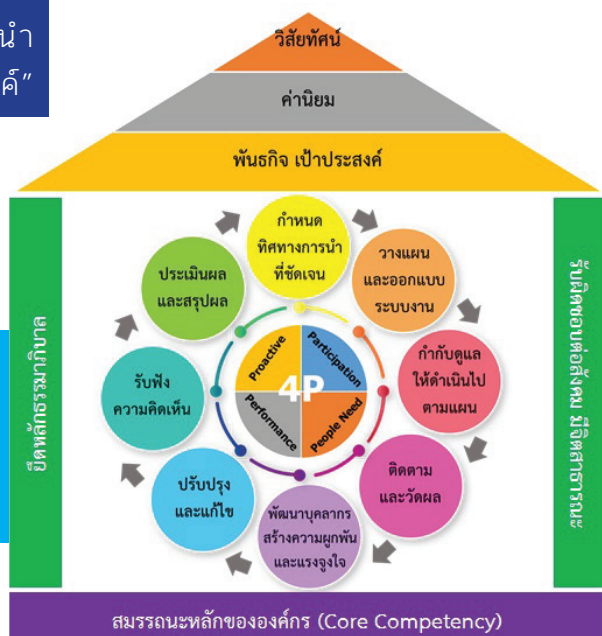 นำ
ค์"
วิสัยทัศน์
ค่านิยม
พันธกิจ เป้าประสงค์
ยึดหลักธรรมาภิบาล
รับผิดชอบต่อสังคม มีจิตสาธารณะ
กำหนด
ทิศทางการนำ
ที่ชัดเจน
วางแผน
และออกแบบ
ระบบงาน
กำกับดูแล
ให้ดำเนินไป
ตามแผน
ติดตาม
และวัดผล
พัฒนาบุคลากร
สร้างความผูกพัน
และแรงจูงใจ
ปรับปรุง
และแก้ไข
รับฟัง
ความคิดเห็น
ประเมินผล
และสรุปผล
4P
Proactive
Participation
Performance
People Need
สมรรถนะหลักขององค์กร (Core Competency)